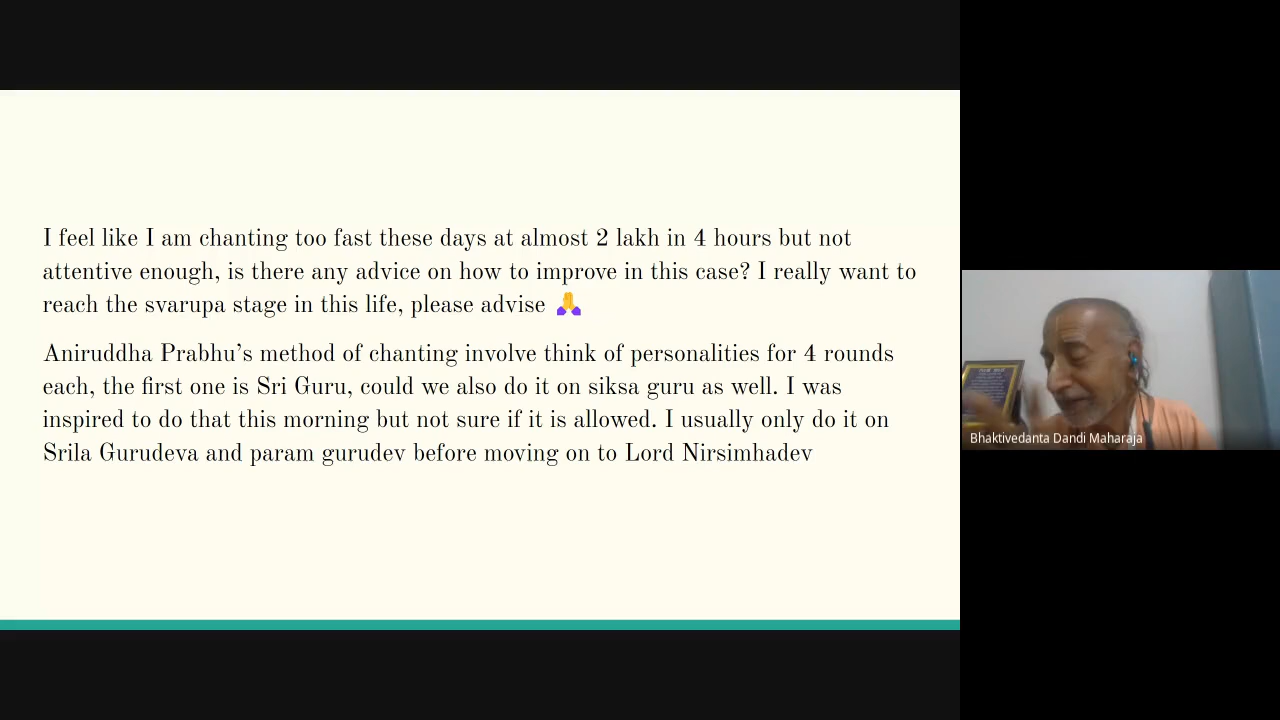 I feel like I am chanting too fast these days at almost 2 lakh in 4 hours but not
attentive enough, is there any advice on how to improve in this case? I really want to
reach the svarupa stage in this life, please advise 🙏
Aniruddha Prabhu’s method of chanting involve think of personalities for 4 rounds
each, the first one is Sri Guru, could we also do it on siksa guru as well. I was
inspired to do that this morning but not sure if it is allowed. I usually only do it on
Srila Gurudeva and param gurudev before moving on to Lord Nirsimhadev
Bhaktivedanta Dandi Maharaja